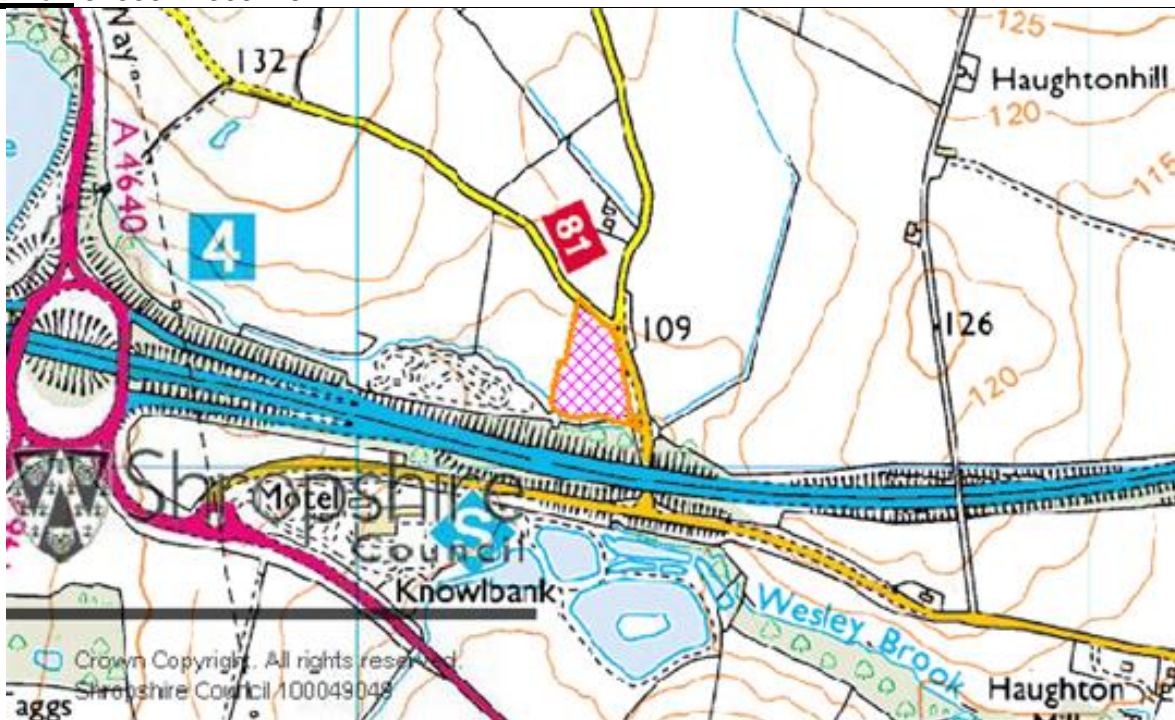 Way
132
A 4640
4
81
109
125
Haughtonhill
120
115
126
120
Shropshire
Council
Motel
S
Knowlbank
Wesley Brook
Haughton
Crown Copyright. All rights reserved.
Shropshire Council 100049049
aggs